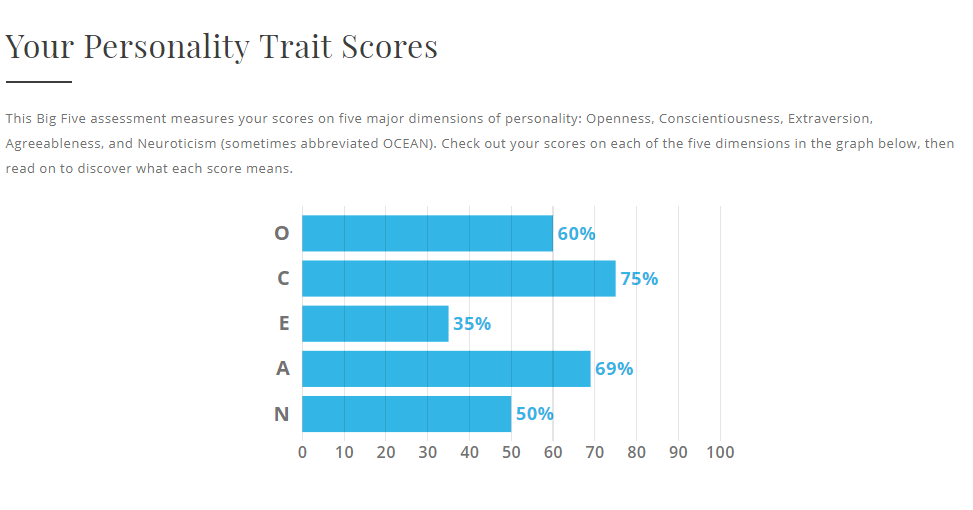 Your Personality Trait Scores
This Big Five assessment measures your scores on five major dimensions of personality: Openness, Conscientiousness, Extraversion,
Agreeableness, and Neuroticism (sometimes abbreviated OCEAN). Check out your scores on each of the five dimensions in the graph below, then
read on to discover what each score means.
O 60%
C 75%
E 35%
A 69%
N 50%
0 10 20 30 40 50 60 70 80 90 100